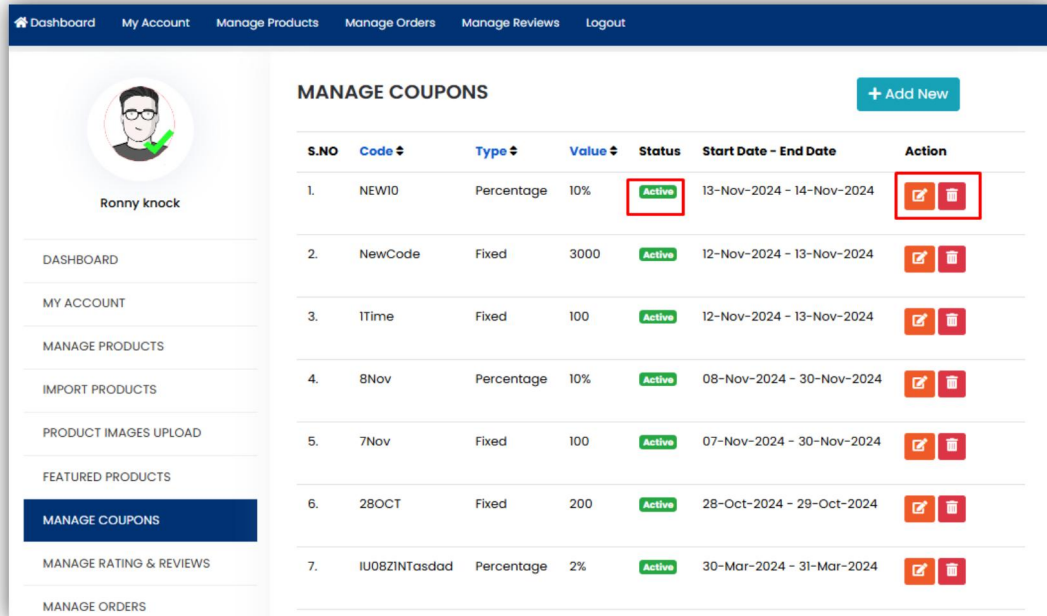 Dashboard My Account Manage Products Manage Orders Manage Reviews Logout
Ronny knock
DASHBOARD
MY ACCOUNT
MANAGE PRODUCTS
IMPORT PRODUCTS
PRODUCT IMAGES UPLOAD
FEATURED PRODUCTS
MANAGE COUPONS
MANAGE RATING & REVIEWS
MANAGE ORDERS
MANAGE COUPONS
+ Add New
S.NO Code Type Value Status Start Date - End Date Action
1. NEW10 Percentage 10% Active 13-Nov-2024 - 14-Nov-2024
2. NewCode Fixed 3000 Active 12-Nov-2024 - 13-Nov-2024
3. 1Time Fixed 100 Active 12-Nov-2024 - 13-Nov-2024
4. 8Nov Percentage 10% Active 08-Nov-2024 - 30-Nov-2024
5. 7Nov Fixed 100 Active 07-Nov-2024 - 30-Nov-2024
6. 28OCT Fixed 200 Active 28-Oct-2024 - 29-Oct-2024
7. IU08Z1NTasdad Percentage 2% Active 30-Mar-2024 - 31-Mar-2024